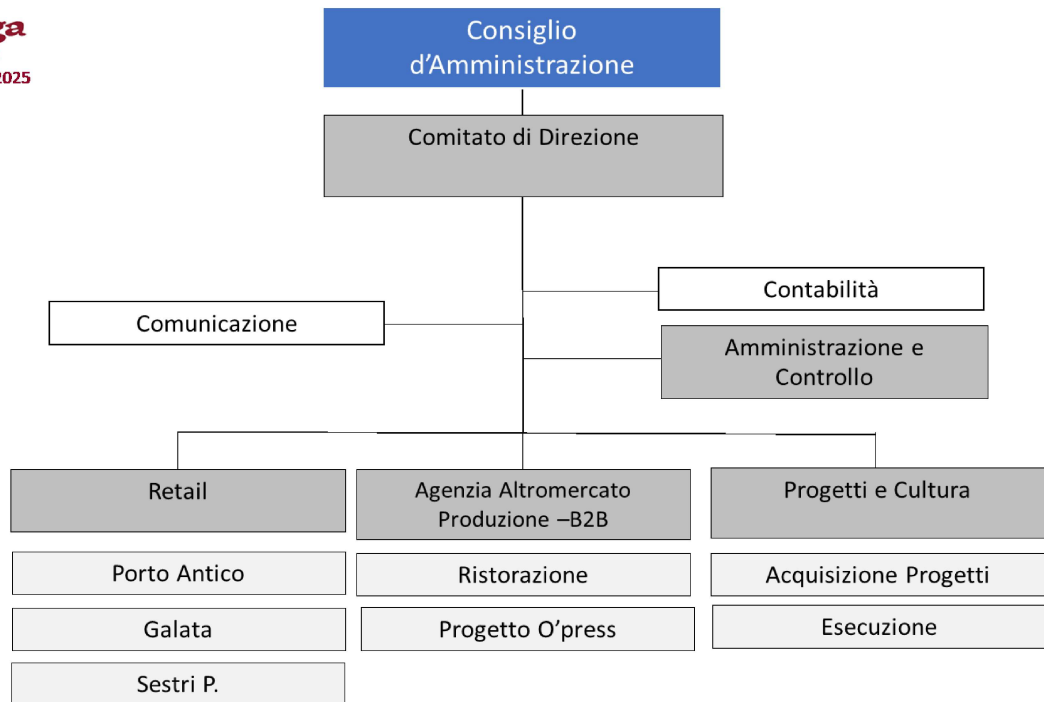 2025
Consiglio
d'Amministrazione
Comitato di Direzione
Contabilità
Comunicazione
Amministrazione e
Controllo
Retail
Agenzia Altromercato
Produzione –B2B
Progetti e Cultura
Porto Antico
Ristorazione
Acquisizione Progetti
Galata
Progetto O'press
Esecuzione
Sestri P.